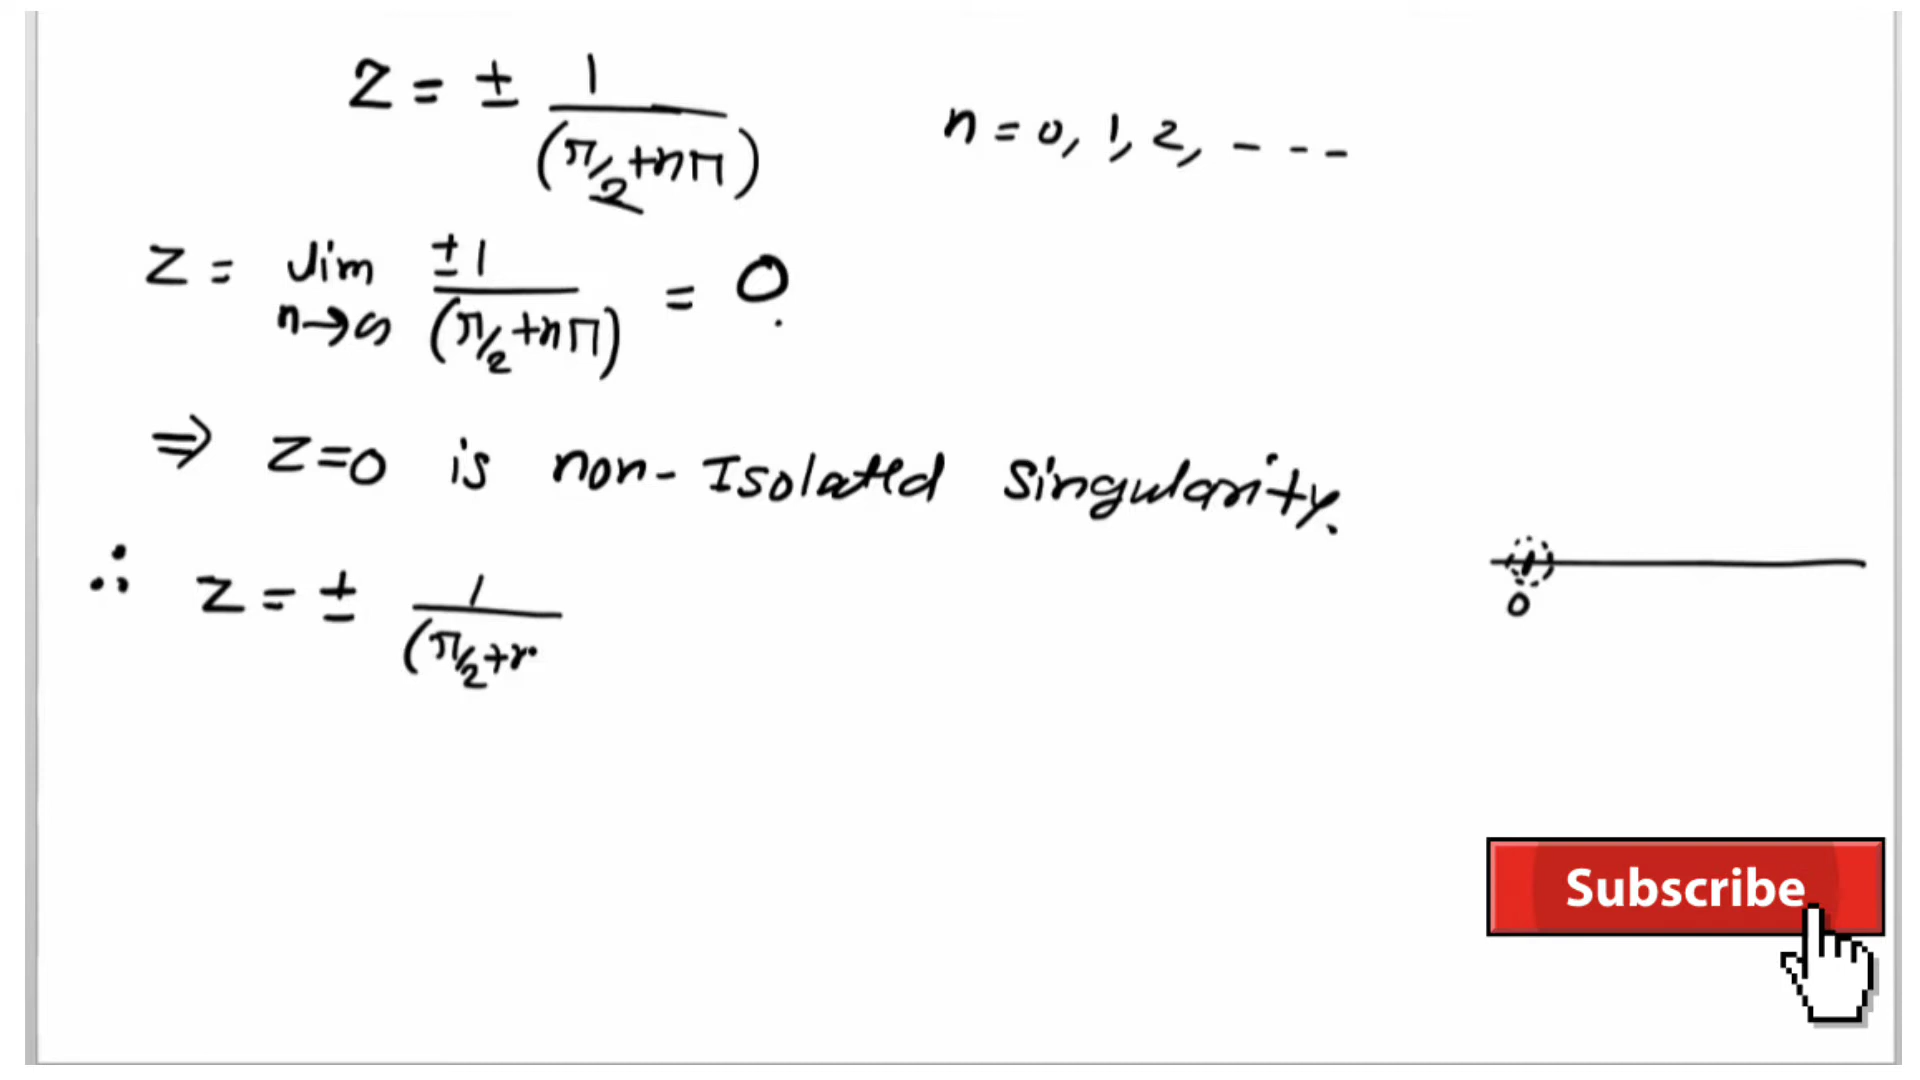 z = ± 1/(π/2+nπ) n = 0, 1, 2, - - -
z = lim n→∞ ±1/(π/2+nπ) = 0.
⇒ z=0 is non-Isolated singularity.
∴ z = ± 1/(π/2+n
0
Subscribe